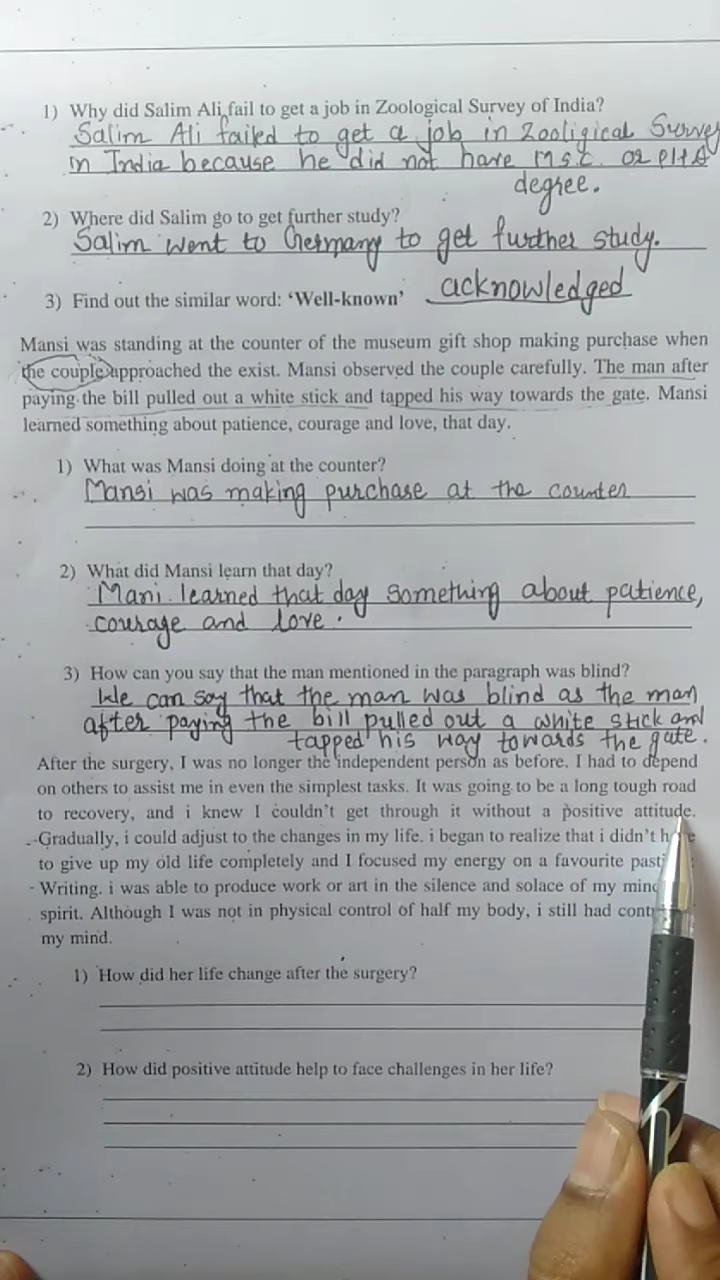 1) Why did Salim Ali fail to get a job in Zoological Survey of India?
Salim Ali failed to get a job in Zooligical Survey
in India because he did not have M.S.C. or PHD
degree.
2) Where did Salim go to get further study?
Salim went to Germany to get further study.
3) Find out the similar word: ‘Well-known’ acknowledged
Mansi was standing at the counter of the museum gift shop making purchase when
the couple approached the exist. Mansi observed the couple carefully. The man after
paying the bill pulled out a white stick and tapped his way towards the gate. Mansi
learned something about patience, courage and love, that day.
1) What was Mansi doing at the counter?
Mansi was making purchase at the counter
2) What did Mansi learn that day?
Mani learned that day something about patience,
courage and love.
3) How can you say that the man mentioned in the paragraph was blind?
We can say that the man was blind as the man
after paying the bill pulled out a white stick and
tapped his way towards the gate.
After the surgery, I was no longer the independent person as before. I had to depend
on others to assist me in even the simplest tasks. It was going to be a long tough road
to recovery, and i knew I couldn’t get through it without a positive attitude.
Gradually, i could adjust to the changes in my life. i began to realize that i didn’t
to give up my old life completely and I focused my energy on a favourite
Writing. i was able to produce work or art in the silence and solace of my
spirit. Although I was not in physical control of half my body, i still had
my mind.
1) How did her life change after the surgery?
2) How did positive attitude help to face challenges in her life?